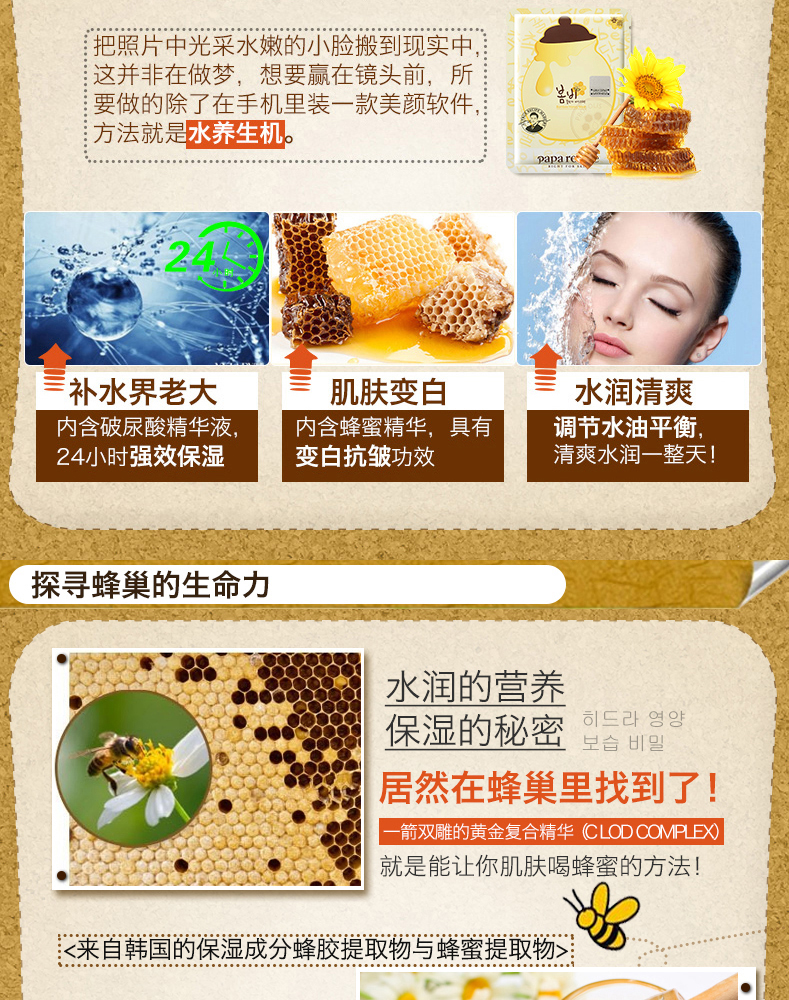 把照片中光采水嫩的小脸搬到现实中,
这并非在做梦，想要赢在镜头前，所
要做的除了在手机里装一款美颜软件,
方法就是水养生机。
봄비
papa re
24
小时
补水界老大
内含破尿酸精华液,
24小时强效保湿
肌肤变白
内含蜂蜜精华，具有
变白抗皱功效
水润清爽
调节水油平衡,
清爽水润一整天！
探寻蜂巢的生命力
水润的营养
保湿的秘密
히드라 영양
보습 비밀
居然在蜂巢里找到了！
一箭双雕的黄金复合精华 (C LOD COMPLEX)
就是能让你肌肤喝蜂蜜的方法！
<来自韩国的保湿成分蜂胶提取物与蜂蜜提取物>